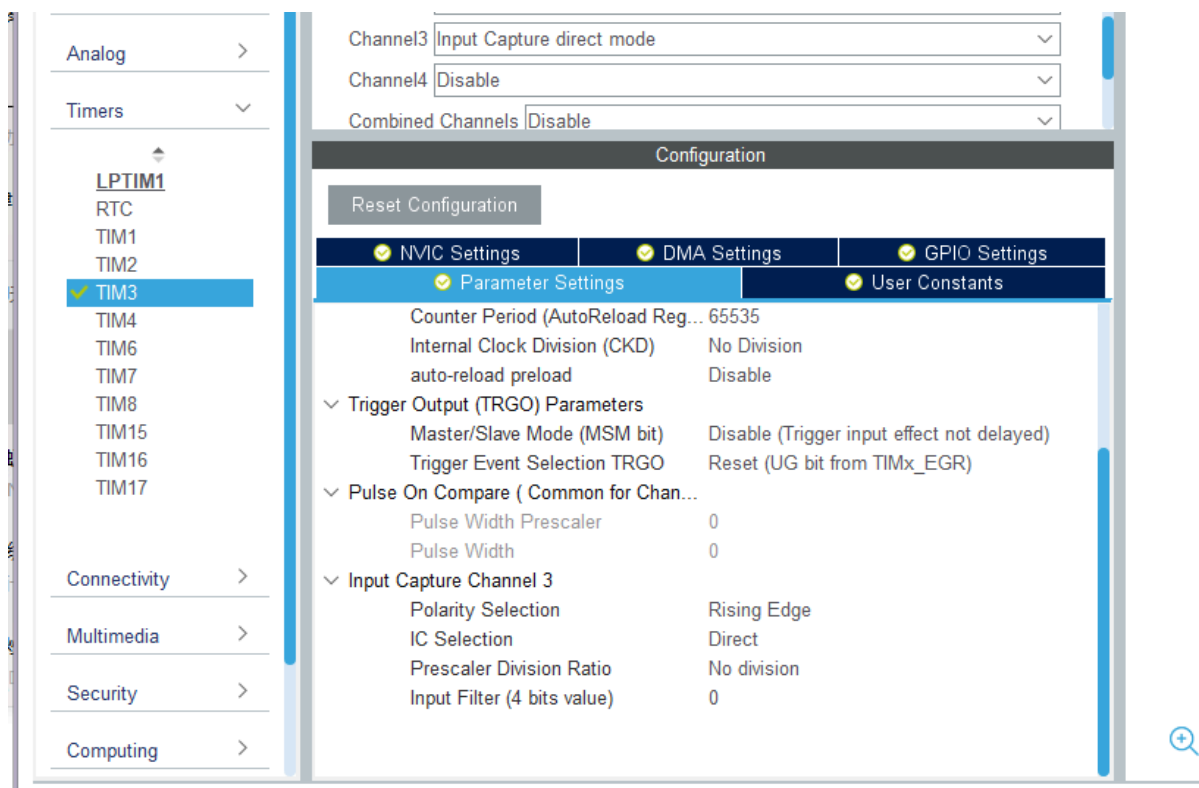 Analog
Timers
LPTIM1
RTC
TIM1
TIM2
TIM3
TIM4
TIM6
TIM7
TIM8
TIM15
TIM16
TIM17
Connectivity
Multimedia
Security
Computing
Channel3 Input Capture direct mode
Channel4 Disable
Combined Channels Disable
Configuration
Reset Configuration
NVIC Settings DMA Settings GPIO Settings
Parameter Settings User Constants
Counter Period (AutoReload Reg... 65535
Internal Clock Division (CKD) No Division
auto-reload preload Disable
Trigger Output (TRGO) Parameters
Master/Slave Mode (MSM bit) Disable (Trigger input effect not delayed)
Trigger Event Selection TRGO Reset (UG bit from TIMx_EGR)
Pulse On Compare ( Common for Chan...
Pulse Width Prescaler 0
Pulse Width 0
Input Capture Channel 3
Polarity Selection Rising Edge
IC Selection Direct
Prescaler Division Ratio No division
Input Filter (4 bits value) 0